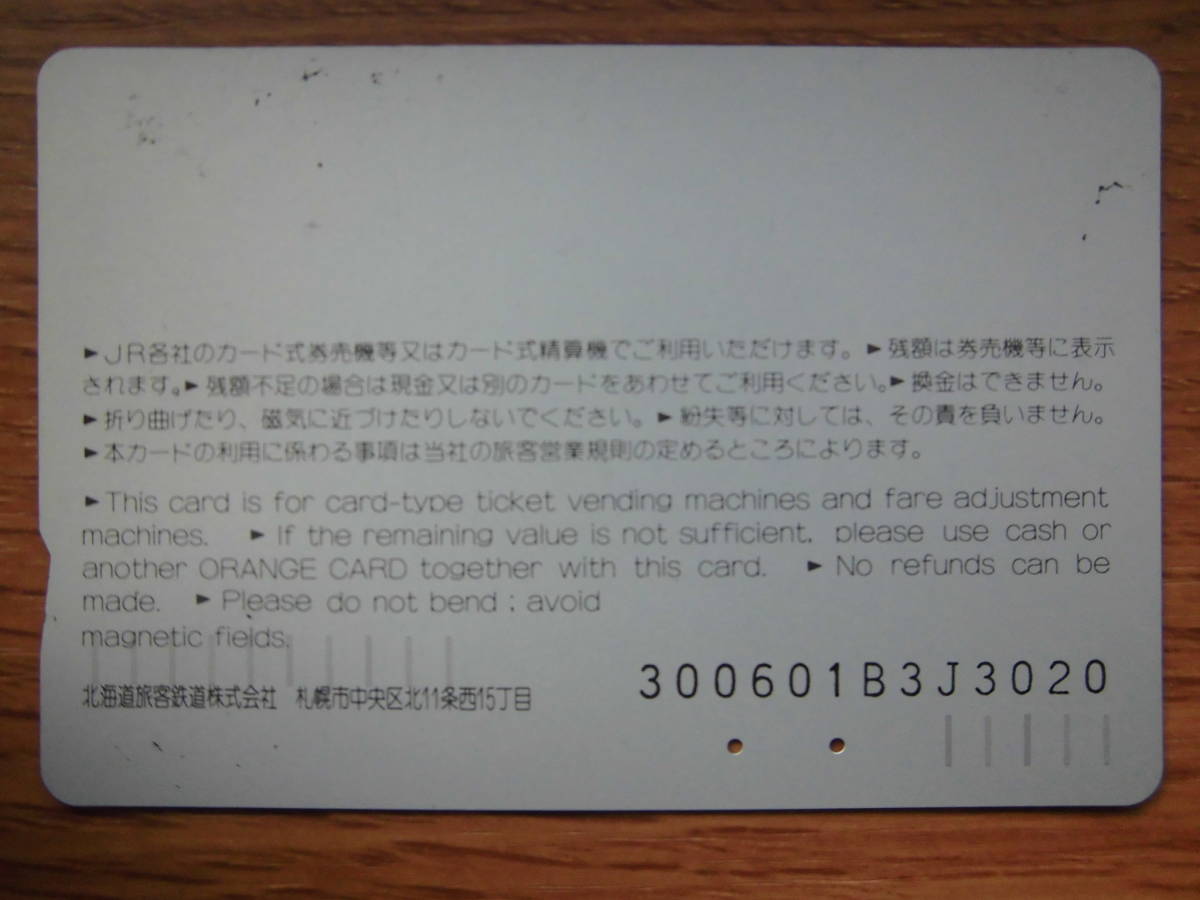 ►JR各社のカード式券売機等又はカード式精算機でご利用いただけます。►残額は券売機等に表示
されます。►残額不足の場合は現金又は別のカードをあわせてご利用ください。►換金はできません。
►折り曲げたり、磁気に近づけたりしないでください。►紛失等に対しては、その責を負いません。
►本カードの利用に係わる事項は当社の旅客営業規則の定めるところによります。
►This card is for card-type ticket vending machines and fare adjustment
machines. ►If the remaining value is not sufficient, please use cash or
another ORANGE CARD together with this card. ►No refunds can be
made. ►Please do not bend ; avoid
magnetic fields.
300601B3J3020
北海道旅客鉄道株式会社 札幌市中央区北11条西15丁目